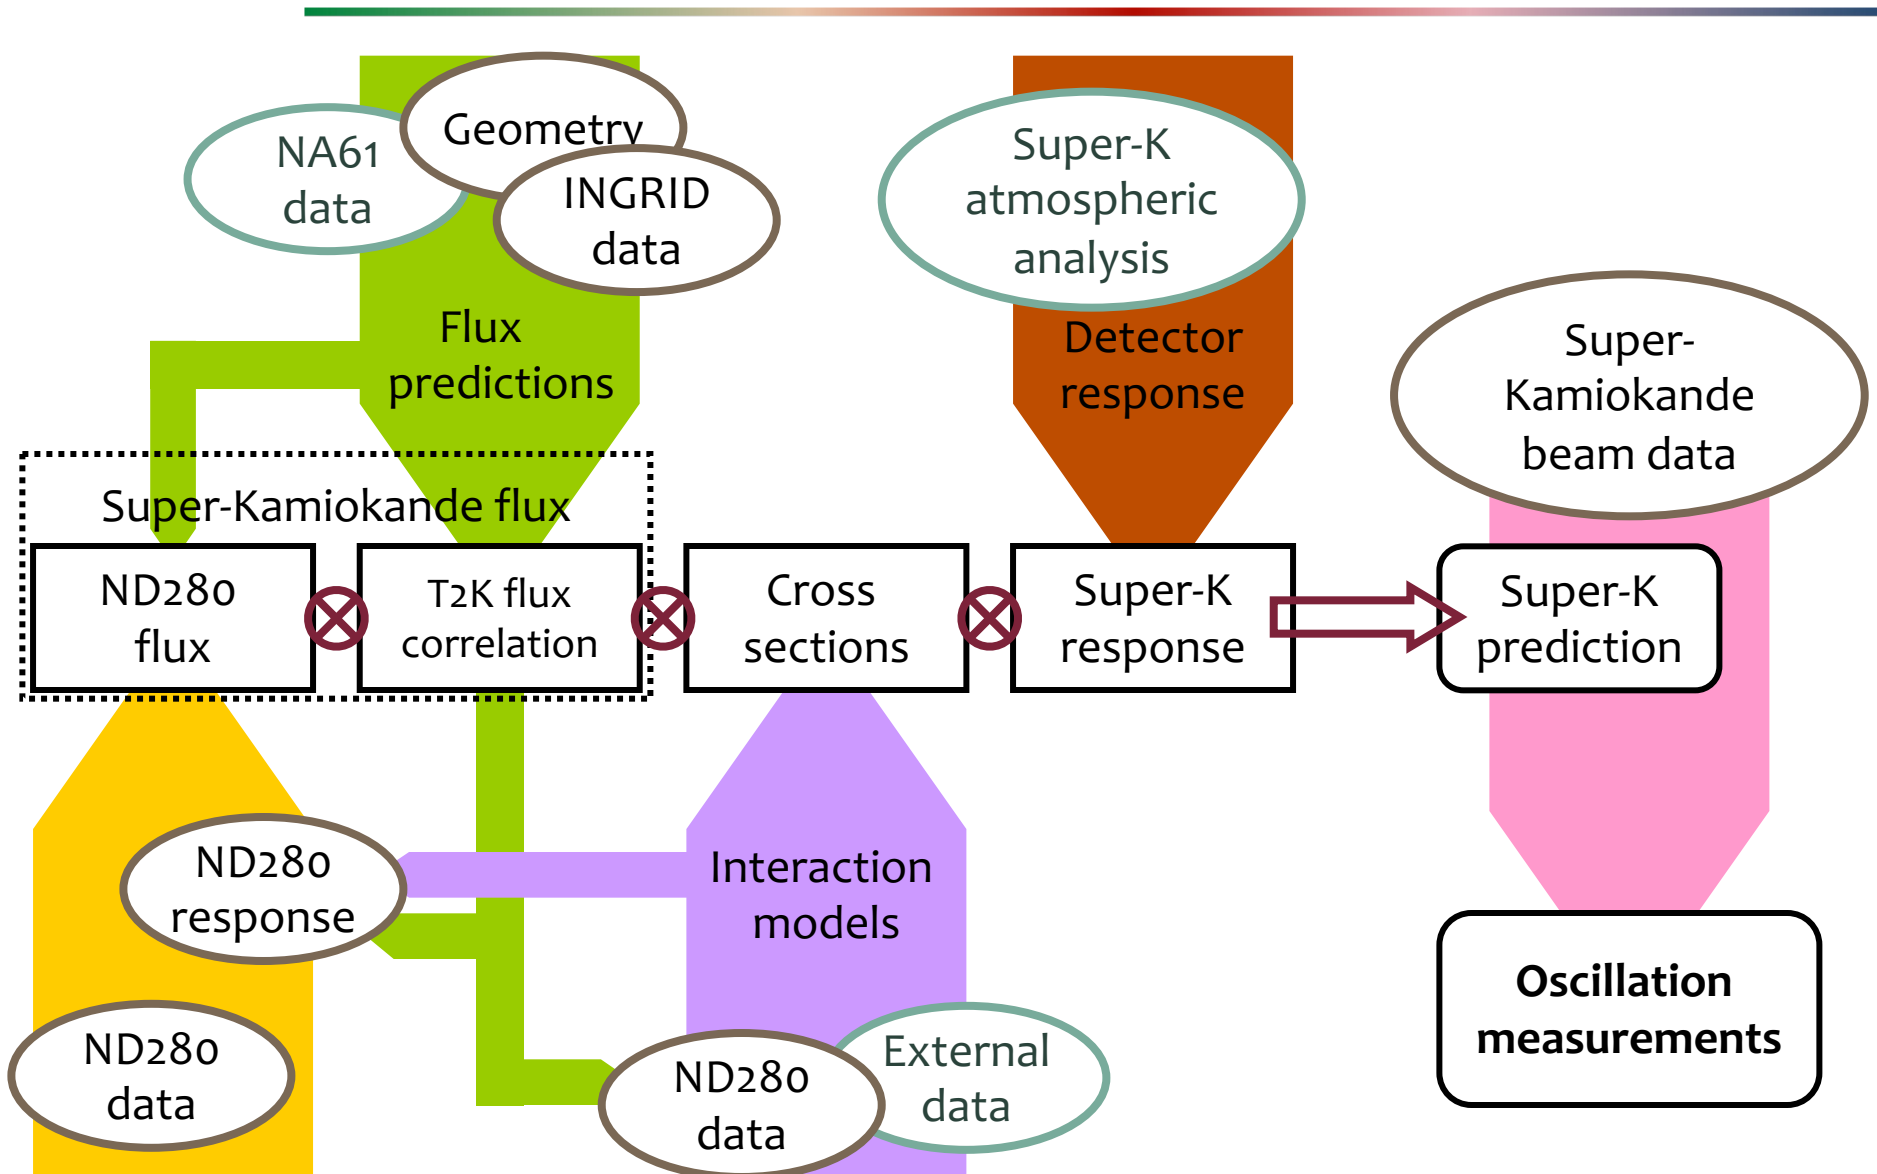 Geometry
NA61
data
INGRID
data
Super-K
atmospheric
analysis
Flux
predictions
Detector
response
Super-
Kamiokande
beam data
Super-Kamiokande flux
ND280
flux
T2K flux
correlation
Cross
sections
Super-K
response
Super-K
prediction
ND280
response
Interaction
models
ND280
data
ND280
data
External
data
Oscillation
measurements